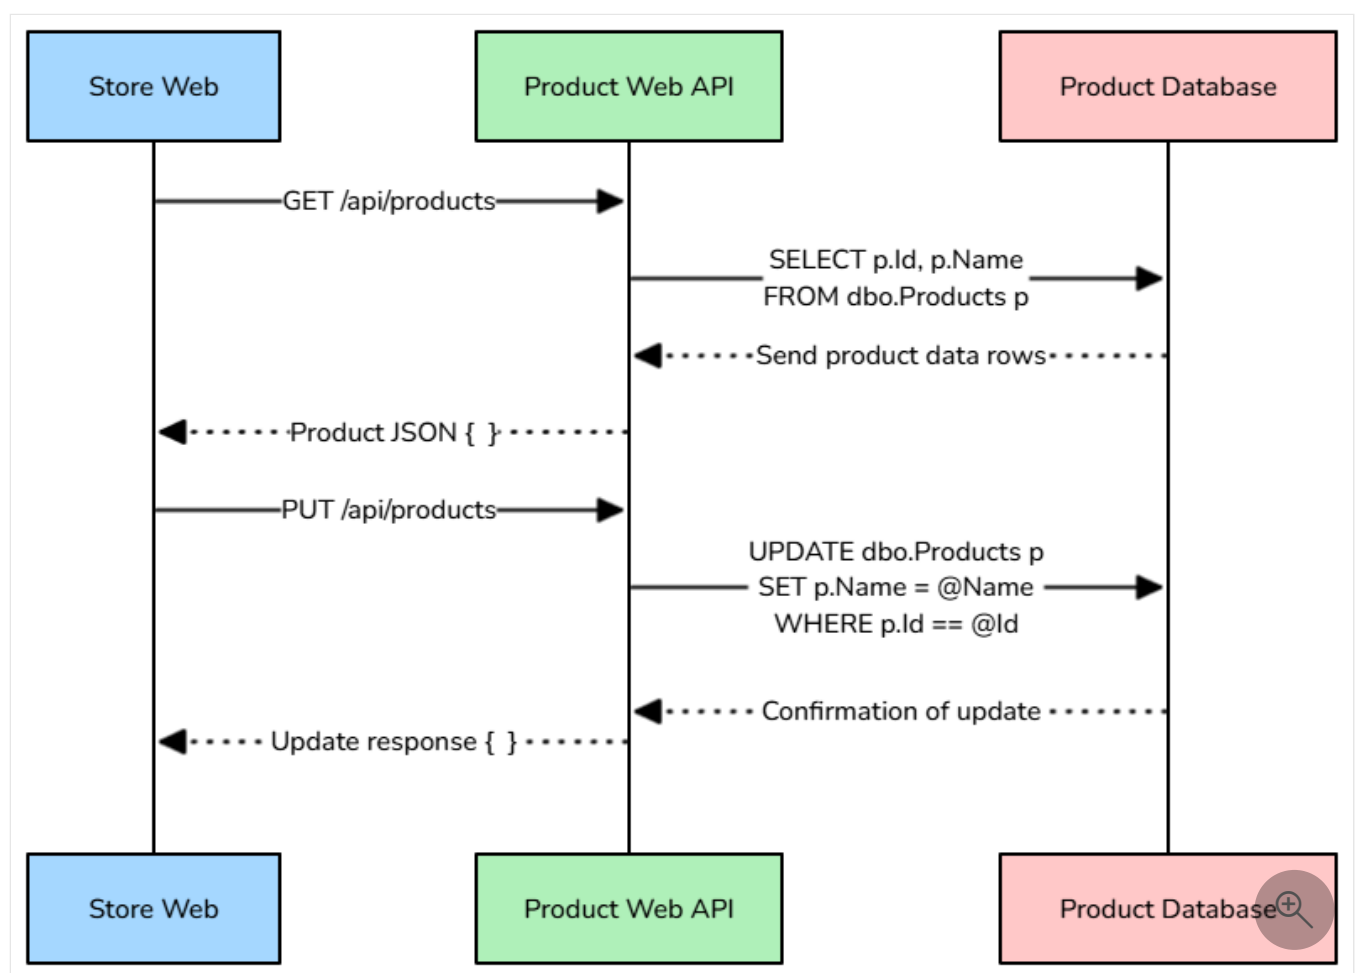 Store Web
Product Web API
Product Database
GET /api/products
SELECT p.Id, p.Name
FROM dbo.Products p
Send product data rows
Product JSON { }
PUT /api/products
UPDATE dbo.Products p
SET p.Name = @Name
WHERE p.Id == @Id
Confirmation of update
Update response { }
Store Web
Product Web API
Product Database